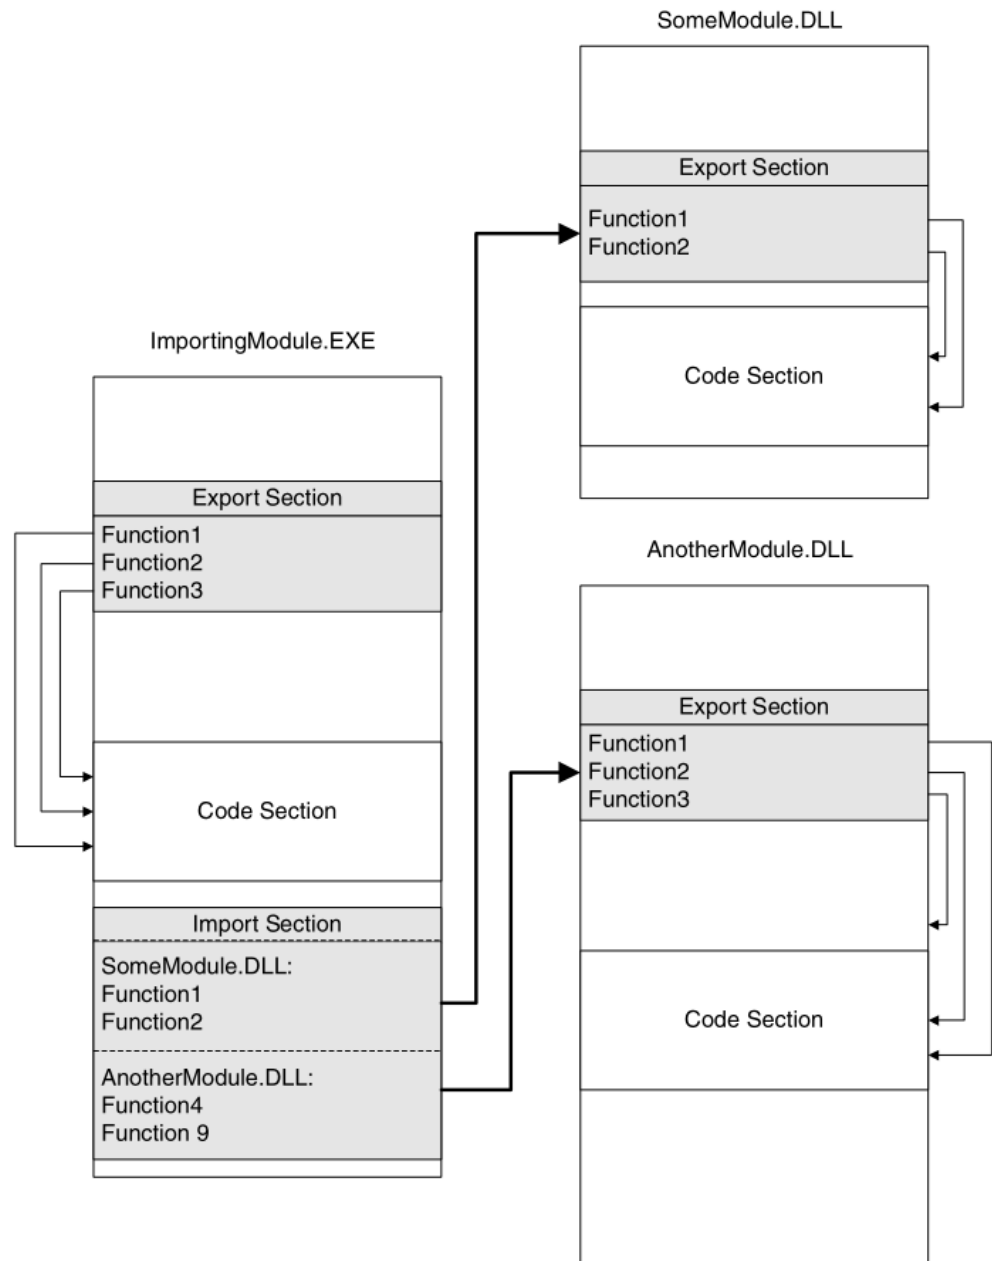 SomeModule.DLL
Export Section
Function1
Function2
Code Section
ImportingModule.EXE
Export Section
Function1
Function2
Function3
Code Section
Import Section
SomeModule.DLL:
Function1
Function2
AnotherModule.DLL:
Function4
Function 9
AnotherModule.DLL
Export Section
Function1
Function2
Function3
Code Section